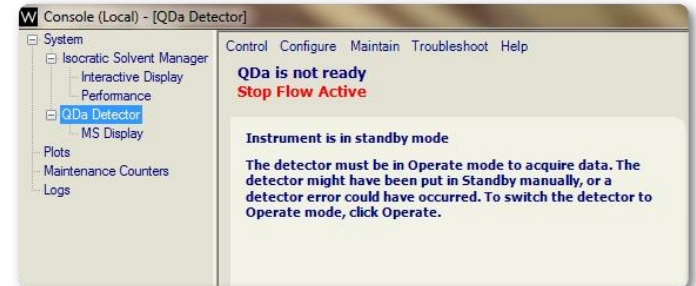 W Console (Local) - [QDa Detector]
System
Isocratic Solvent Manager
Interactive Display
Performance
QDa Detector
MS Display
Plots
Maintenance Counters
Logs
Control Configure Maintain Troubleshoot Help
QDa is not ready
Stop Flow Active
Instrument is in standby mode
The detector must be in Operate mode to acquire data. The
detector might have been put in Standby manually, or a
detector error could have occurred. To switch the detector to
Operate mode, click Operate.